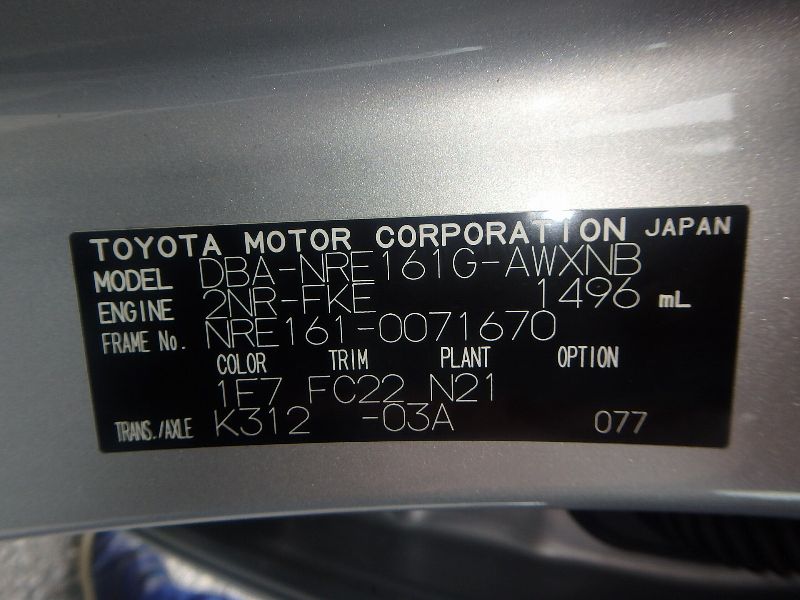 TOYOTA MOTOR CORPORATION JAPAN
MODEL DBA-NRE161G-AWXNB
ENGINE 2NR-FKE 1496 mL
FRAME No. NRE161-0071670
COLOR TRIM PLANT OPTION
1F7 FC22 N21
TRANS./AXLE K312 -03A 077